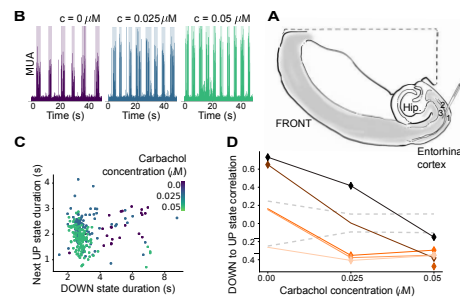 B
c = 0 μM
c = 0.025 μM
c = 0.05 μM
MUA
0 20 40
0 20 40
0 20 40
Time (s)
Time (s)
Time (s)
A
Hip.
2
3
1
FRONT
Entorhina
cortex
C
Carbachol
concentration (μM)
0.0
0.025
0.05
Next UP state duration (s)
4
3
2
1
0
2 4 6 8
DOWN state duration (s)
D
DOWN to UP state correlation
0.6
0.4
0.2
0.0
0.2
0.4
0.00
0.025
0.05
Carbachol concentration (μM)